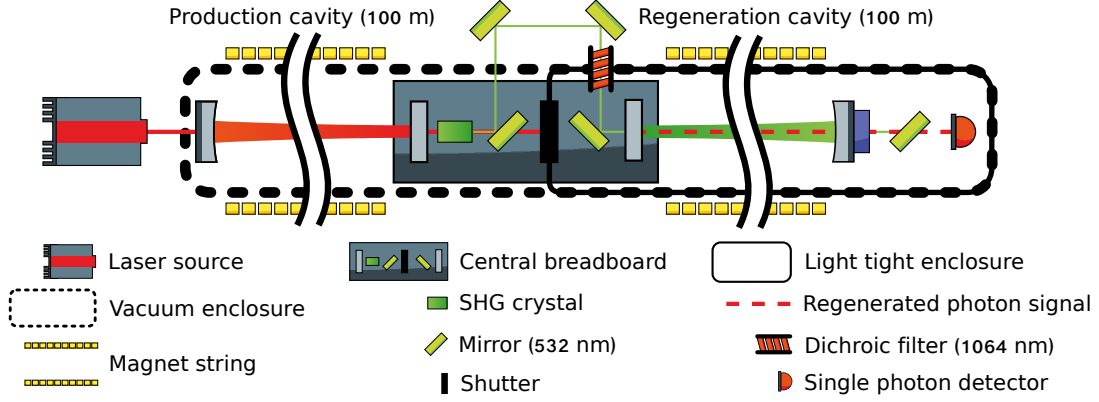 Production cavity (100 m)
Regeneration cavity (100 m)
Laser source
Central breadboard
Light tight enclosure
Vacuum enclosure
SHG crystal
Regenerated photon signal
Magnet string
Mirror (532 nm)
Dichroic filter (1064 nm)
Shutter
Single photon detector